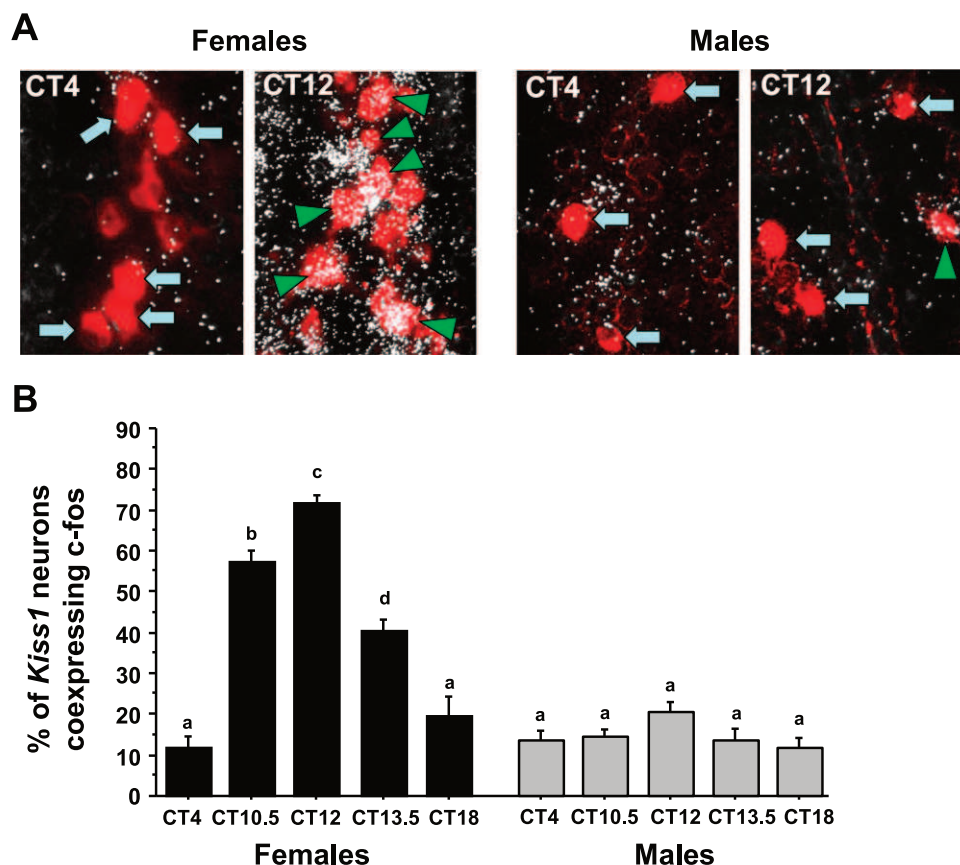 A
Females Males
CT4 CT12 CT4 CT12
B
% of Kiss1 neurons
coexpressing c-fos
90
80
70
60
50
40
30
20
10
0
a b c d a a a a a a
CT4 CT10.5 CT12 CT13.5 CT18 CT4 CT10.5 CT12 CT13.5 CT18
Females Males